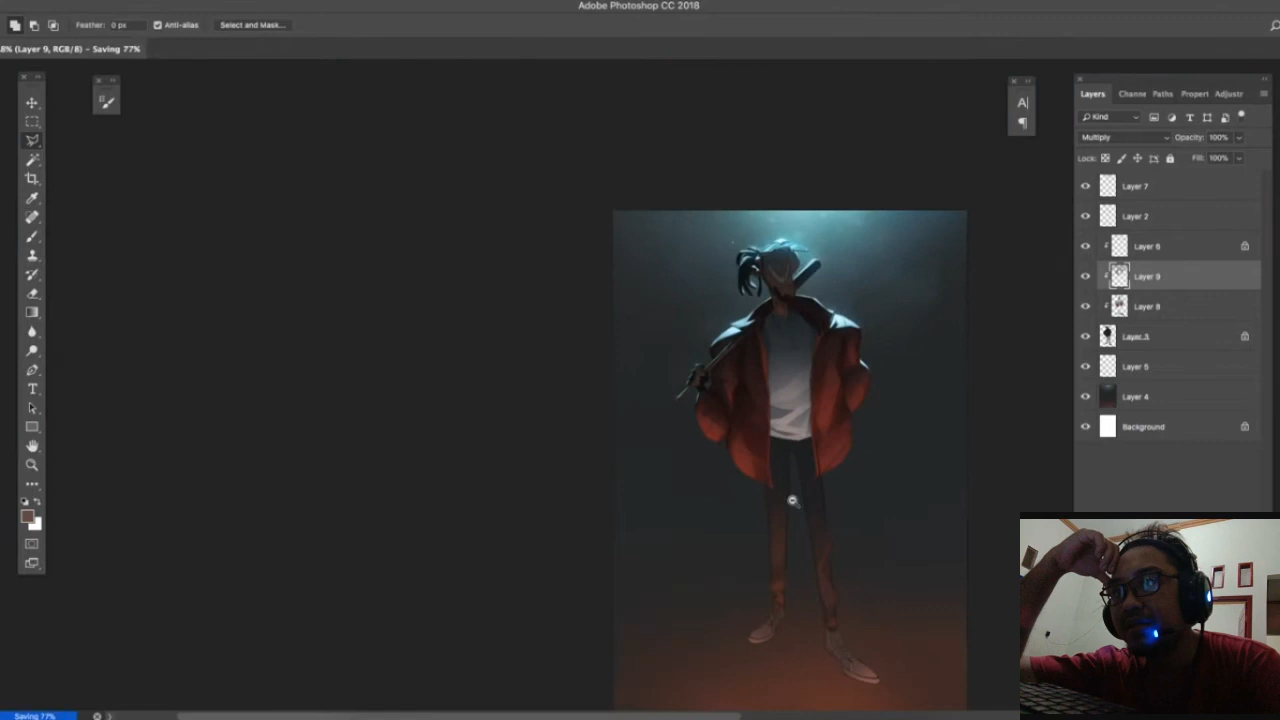 Adobe Photoshop CC 2018
Feather: 0 px Anti-alias Select and Mask...
8% (Layer 9, RGB/8) - Saving 77%
Layers Channe Paths Propert Adjustr
Kind
Multiply Opacity: 100%
Lock: Fill: 100%
Layer 7
Layer 2
Layer 6
Layer 9
Layer 8
Layer 3
Layer 5
Layer 4
Background
Saving 77%